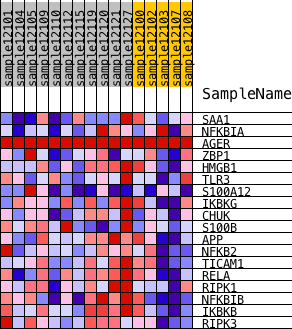 sample12101
sample12104
sample12105
sample12109
sample12110
sample12112
sample12115
sample12119
sample12120
sample12121
sample12122
sample12100
sample12102
sample12103
sample12107
sample12108
SampleName
SAA1
NFKBIA
AGER
ZBP1
HMGB1
TLR3
S100A12
IKBKG
CHUK
S100B
APP
NFKB2
TICAM1
RELA
RIPK1
NFKBIB
IKBKB
RIPK3